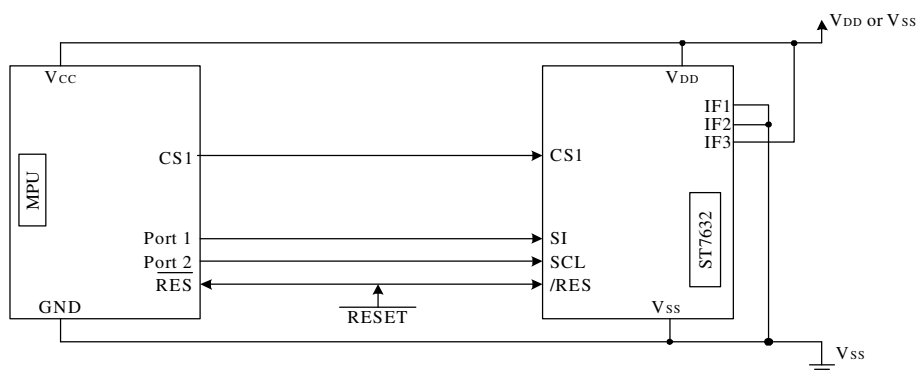 VDD or VSS
VCC
VDD
IF1
IF2
IF3
CS1
CS1
MPU
ST7632
Port 1
SI
Port 2
SCL
RES
/RES
GND
RESET
VSS
VSS